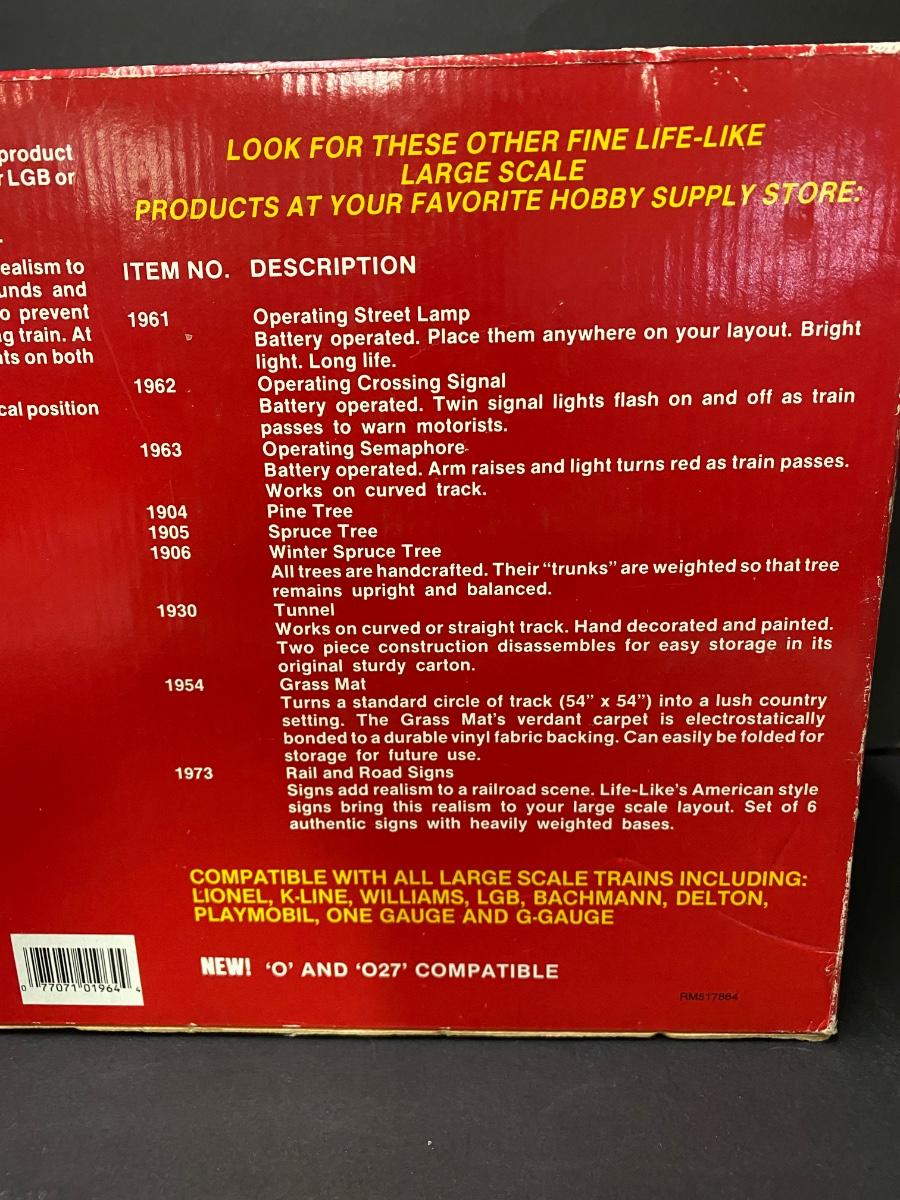 product
LGB or
ealism to
unds and
o prevent
g train. At
ts on both
cal position
LOOK FOR THESE OTHER FINE LIFE-LIKE
LARGE SCALE
PRODUCTS AT YOUR FAVORITE HOBBY SUPPLY STORE:
ITEM NO. DESCRIPTION
1961 Operating Street Lamp
Battery operated. Place them anywhere on your layout. Bright
light. Long life.
1962 Operating Crossing Signal
Battery operated. Twin signal lights flash on and off as train
passes to warn motorists.
1963 Operating Semaphore
Battery operated. Arm raises and light turns red as train passes.
Works on curved track.
1904 Pine Tree
1905 Spruce Tree
1906 Winter Spruce Tree
All trees are handcrafted. Their “trunks” are weighted so that tree
remains upright and balanced.
1930 Tunnel
Works on curved or straight track. Hand decorated and painted.
Two piece construction disassembles for easy storage in its
original sturdy carton.
1954 Grass Mat
Turns a standard circle of track (54” x 54”) into a lush country
setting. The Grass Mat’s verdant carpet is electrostatically
bonded to a durable vinyl fabric backing. Can easily be folded for
storage for future use.
1973 Rail and Road Signs
Signs add realism to a railroad scene. Life-Like’s American style
signs bring this realism to your large scale layout. Set of 6
authentic signs with heavily weighted bases.
COMPATIBLE WITH ALL LARGE SCALE TRAINS INCLUDING:
LIONEL, K-LINE, WILLIAMS, LGB, BACHMANN, DELTON,
PLAYMOBIL, ONE GAUGE AND G-GAUGE
NEW! ‘O’ AND ‘O27’ COMPATIBLE
0 77071 01964 4
RM517864